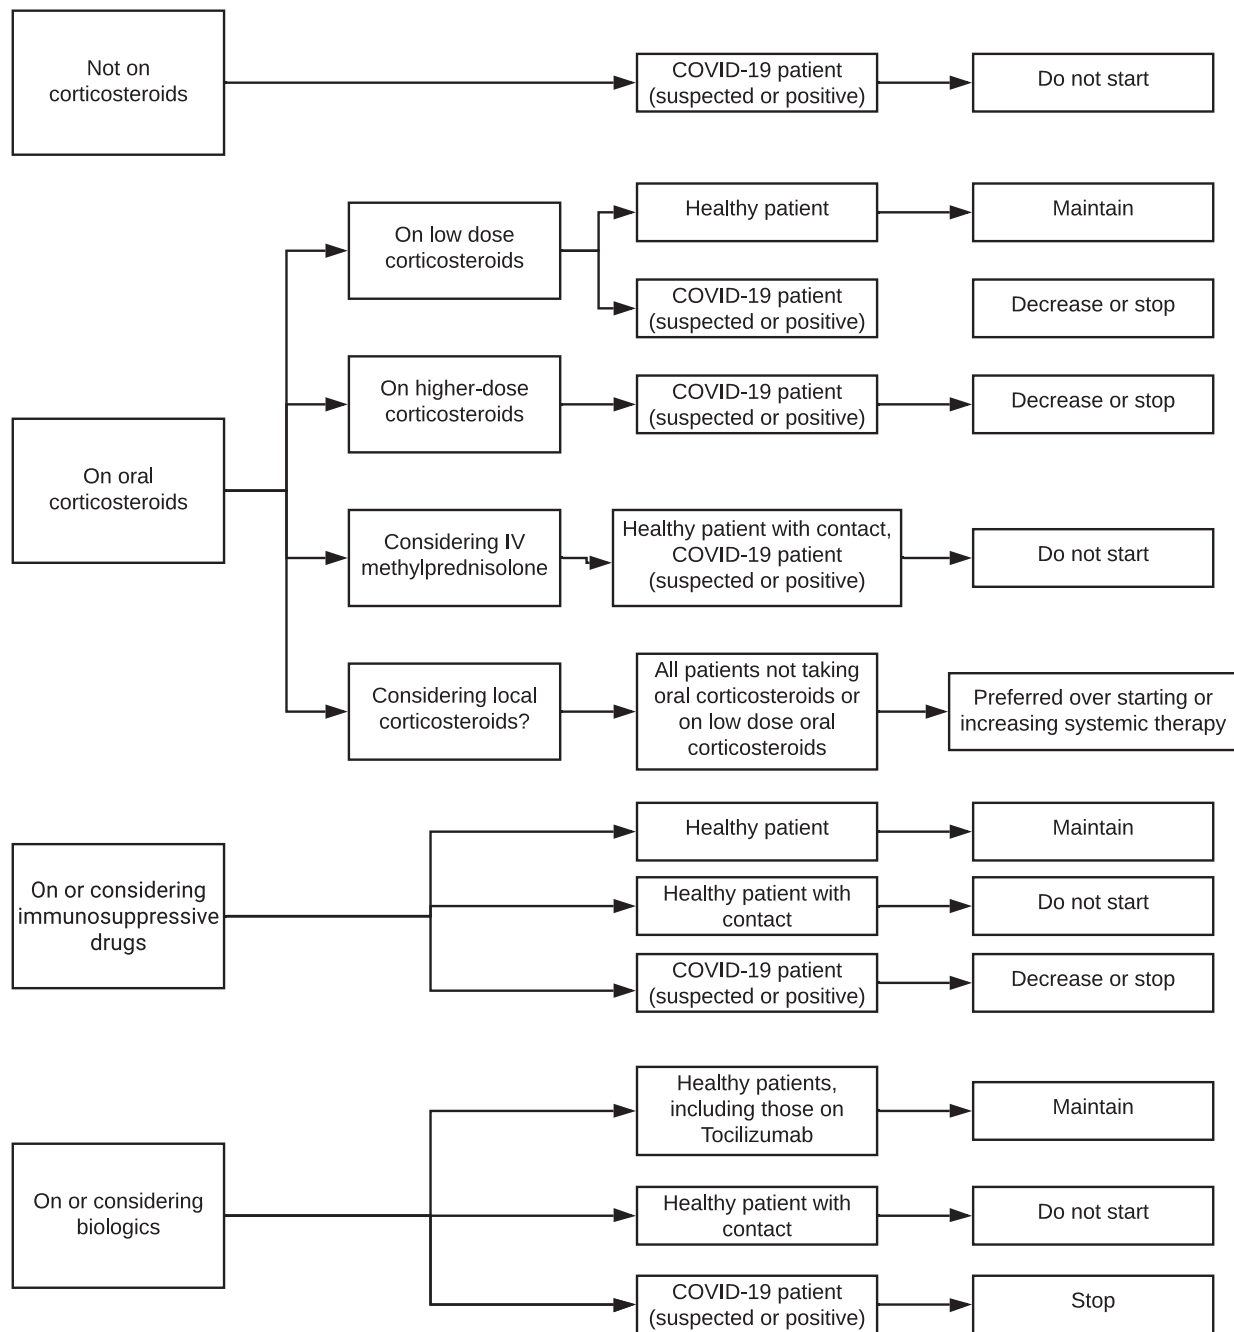 Not on
corticosteroids
COVID-19 patient
(suspected or positive)
Do not start
On oral
corticosteroids
On low dose
corticosteroids
Healthy patient
Maintain
COVID-19 patient
(suspected or positive)
Decrease or stop
On higher-dose
corticosteroids
COVID-19 patient
(suspected or positive)
Decrease or stop
Considering IV
methylprednisolone
Healthy patient with contact,
COVID-19 patient
(suspected or positive)
Do not start
Considering local
corticosteroids?
All patients not taking
oral corticosteroids or
on low dose oral
corticosteroids
Preferred over starting or
increasing systemic therapy
On or considering
immunosuppressive
drugs
Healthy patient
Maintain
Healthy patient with
contact
Do not start
COVID-19 patient
(suspected or positive)
Decrease or stop
On or considering
biologics
Healthy patients,
including those on
Tocilizumab
Maintain
Healthy patient with
contact
Do not start
COVID-19 patient
(suspected or positive)
Stop